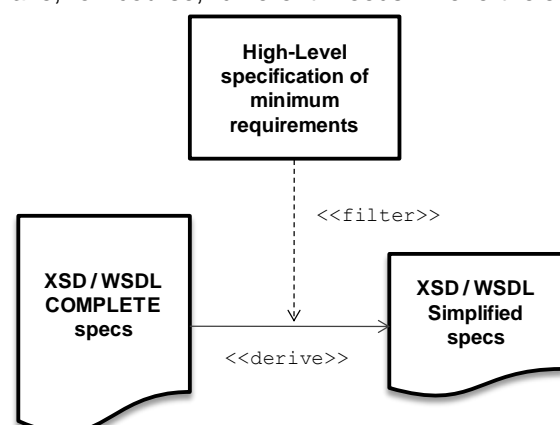 High-Level
specification of
minimum
requirements
<<filter>>
XSD / WSDL
COMPLETE
specs
XSD / WSDL
Simplified
specs
<<derive>>